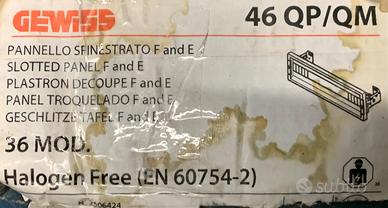 GEWISS
46 QP/QM
PANNELLO SFINESTRATO F and E
SLOTTED PANEL F and E
PLASTRON DECOUPE F and E
PANEL TROQUELADO F and E
GESCHLITZE TAFEL F and E
36 MOD.
Halogen Free (EN 60754-2)
subito